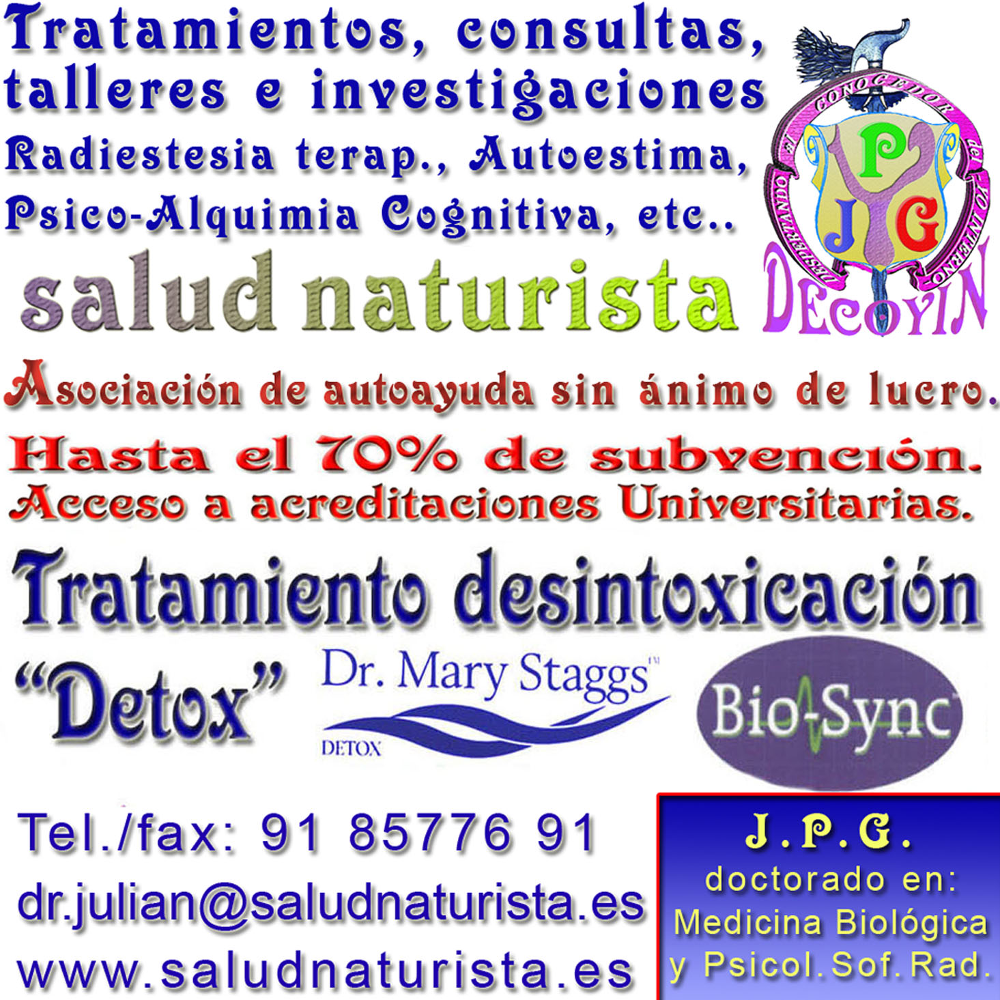 Tratamientos, consultas,
talleres e investigaciones
Radiestesia terap., Autoestima,
Psico-Alquimia Cognitiva, etc..
DESPERTANDO EL CONOCEDOR del YO INTERNO
P
J G
DECOYIN
salud naturista
Asociación de autoayuda sin ánimo de lucro.
Hasta el 70% de subvención.
Acceso a acreditaciones Universitarias.
Tratamiento desintoxicación
“Detox”
Dr. Mary Staggs™
DETOX
Bio-Sync™
Tel./fax: 91 85776 91
dr.julian@saludnaturista.es
www.saludnaturista.es
J.P.G.
doctorado en:
Medicina Biológica
y Psicol. Sof. Rad.